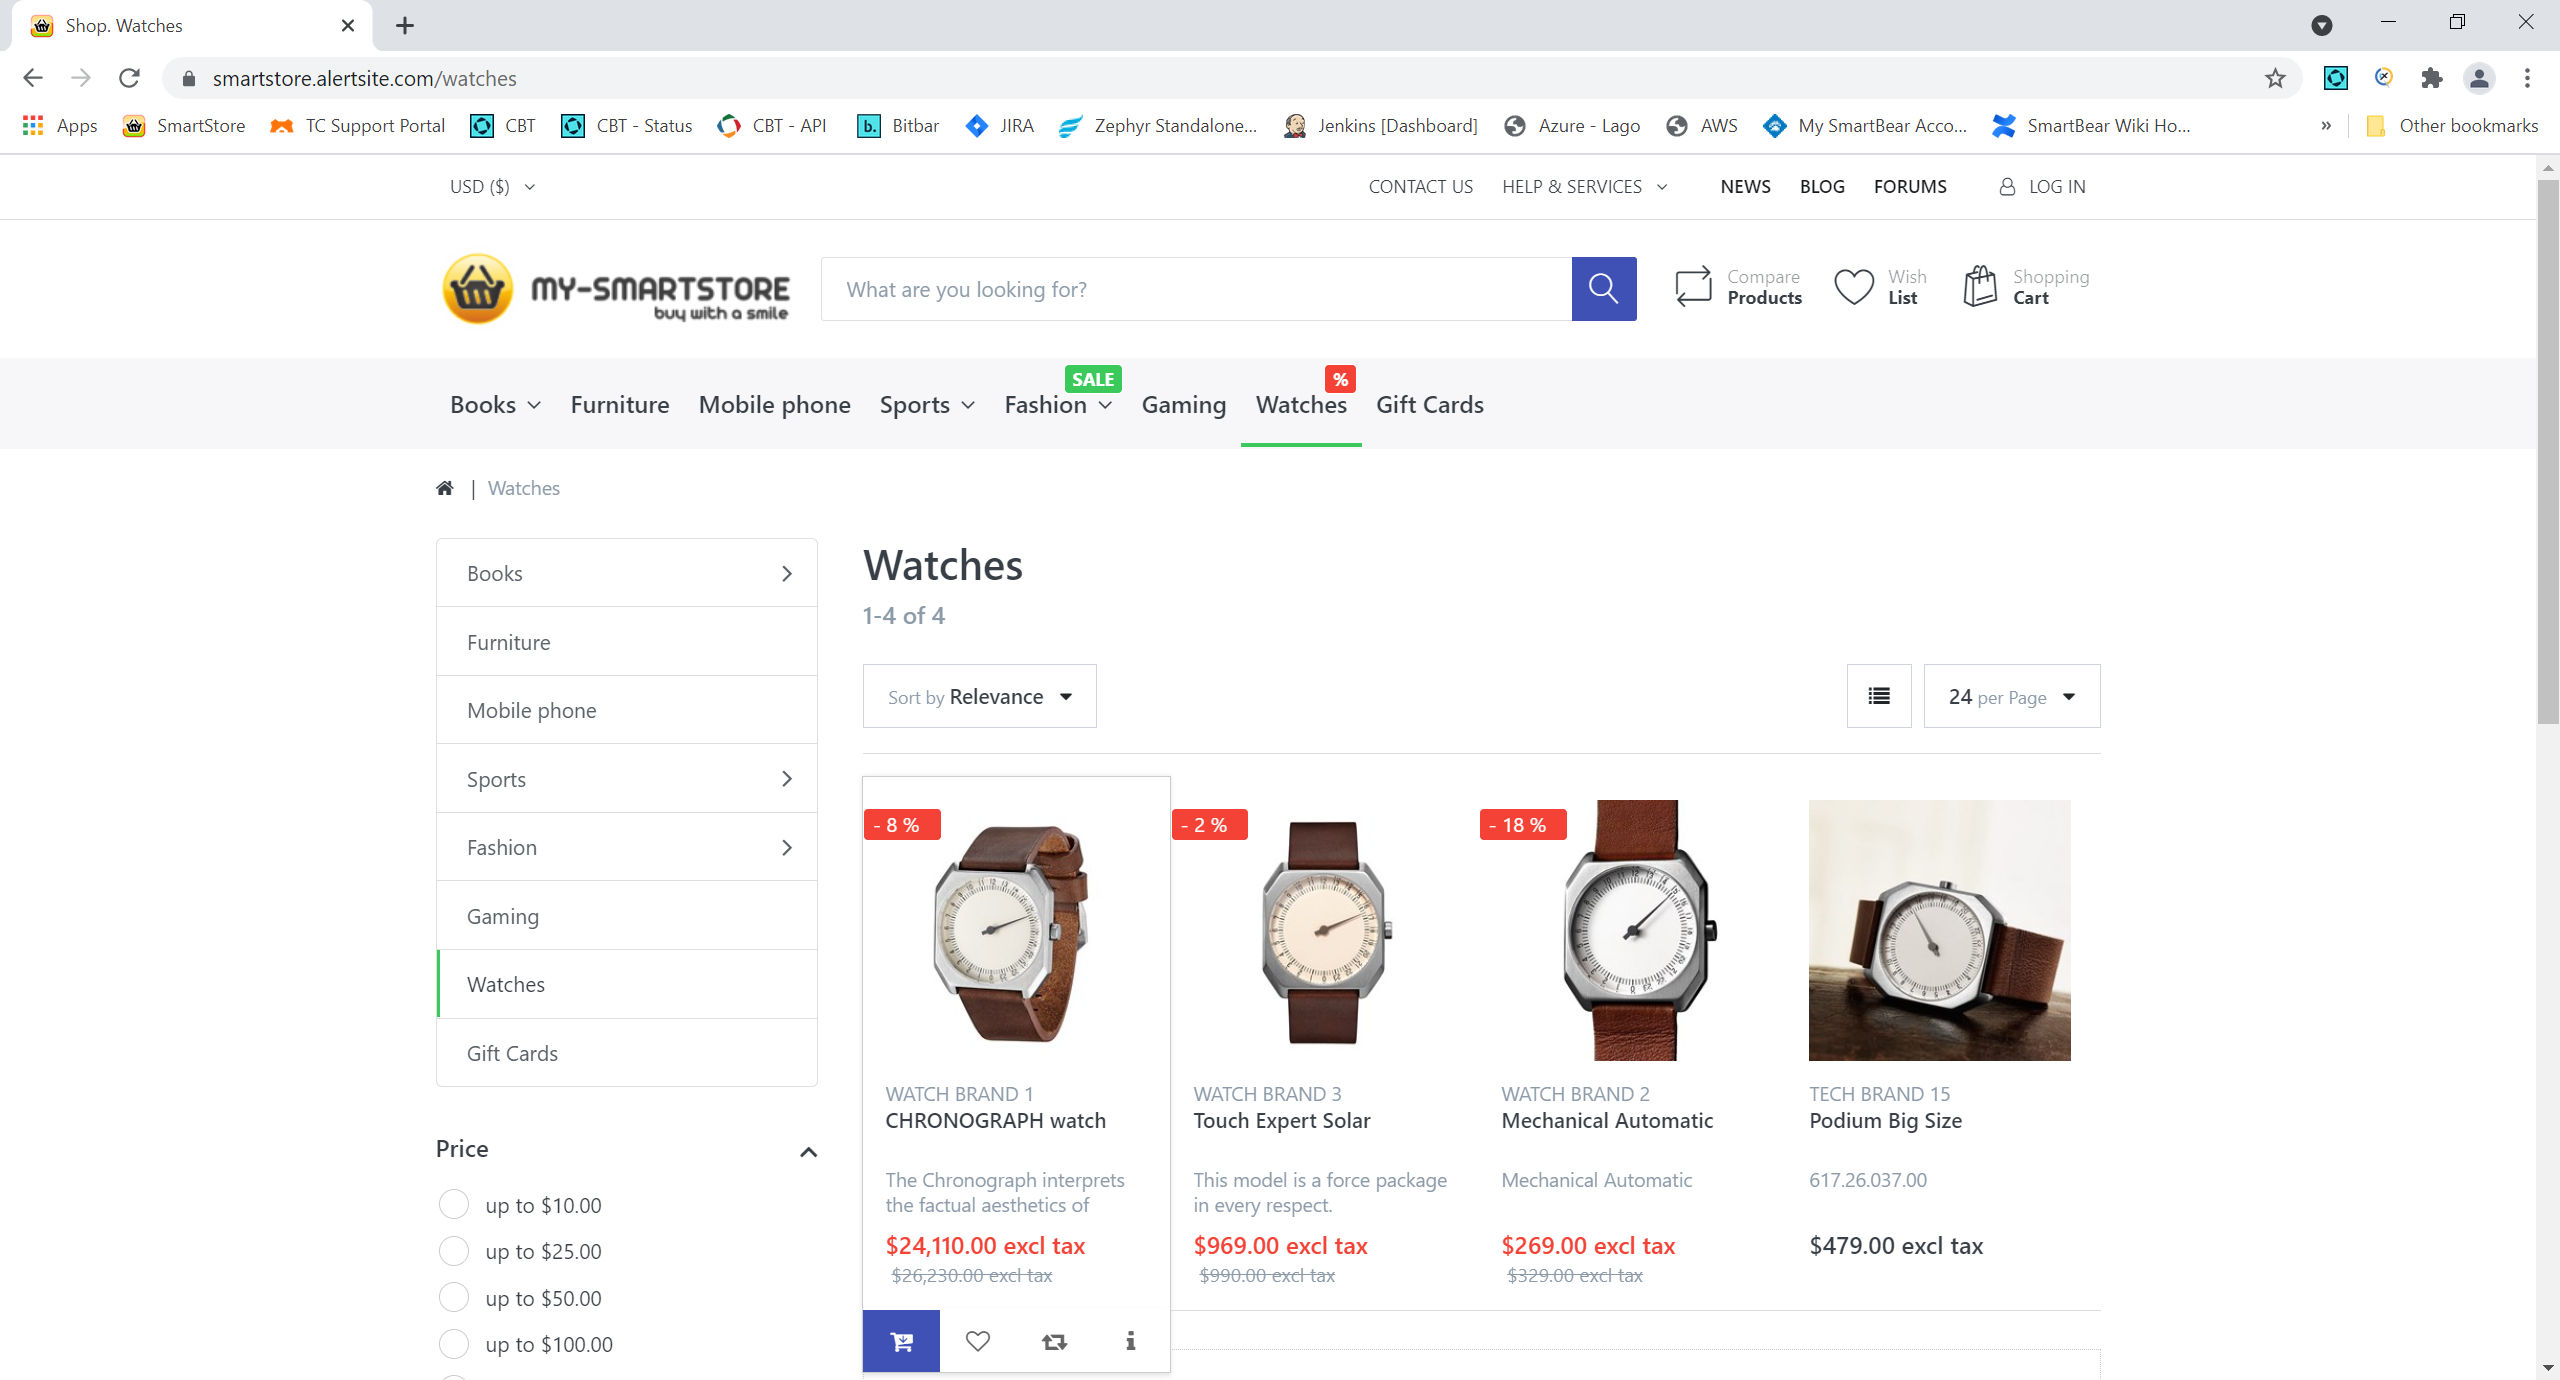 Shop. Watches
smartstore.alertsite.com/watches
Apps SmartStore TC Support Portal CBT CBT - Status CBT - API Bitbar JIRA Zephyr Standalone... Jenkins [Dashboard] Azure - Lago AWS My SmartBear Acco... SmartBear Wiki Ho... » Other bookmarks
USD ($) CONTACT US HELP & SERVICES NEWS BLOG FORUMS LOG IN
MY-SMARTSTORE
buy with a smile
What are you looking for?
Compare
Products
Wish
List
Shopping
Cart
SALE %
Books Furniture Mobile phone Sports Fashion Gaming Watches Gift Cards
| Watches
Books
Furniture
Mobile phone
Sports
Fashion
Gaming
Watches
Gift Cards
Price
up to $10.00
up to $25.00
up to $50.00
up to $100.00
Watches
1-4 of 4
Sort by Relevance
24 per Page
- 8 %
WATCH BRAND 1
CHRONOGRAPH watch
The Chronograph interprets
the factual aesthetics of
$24,110.00 excl tax
$26,230.00 excl tax
- 2 %
WATCH BRAND 3
Touch Expert Solar
This model is a force package
in every respect.
$969.00 excl tax
$990.00 excl tax
- 18 %
WATCH BRAND 2
Mechanical Automatic
Mechanical Automatic
$269.00 excl tax
$329.00 excl tax
TECH BRAND 15
Podium Big Size
617.26.037.00
$479.00 excl tax